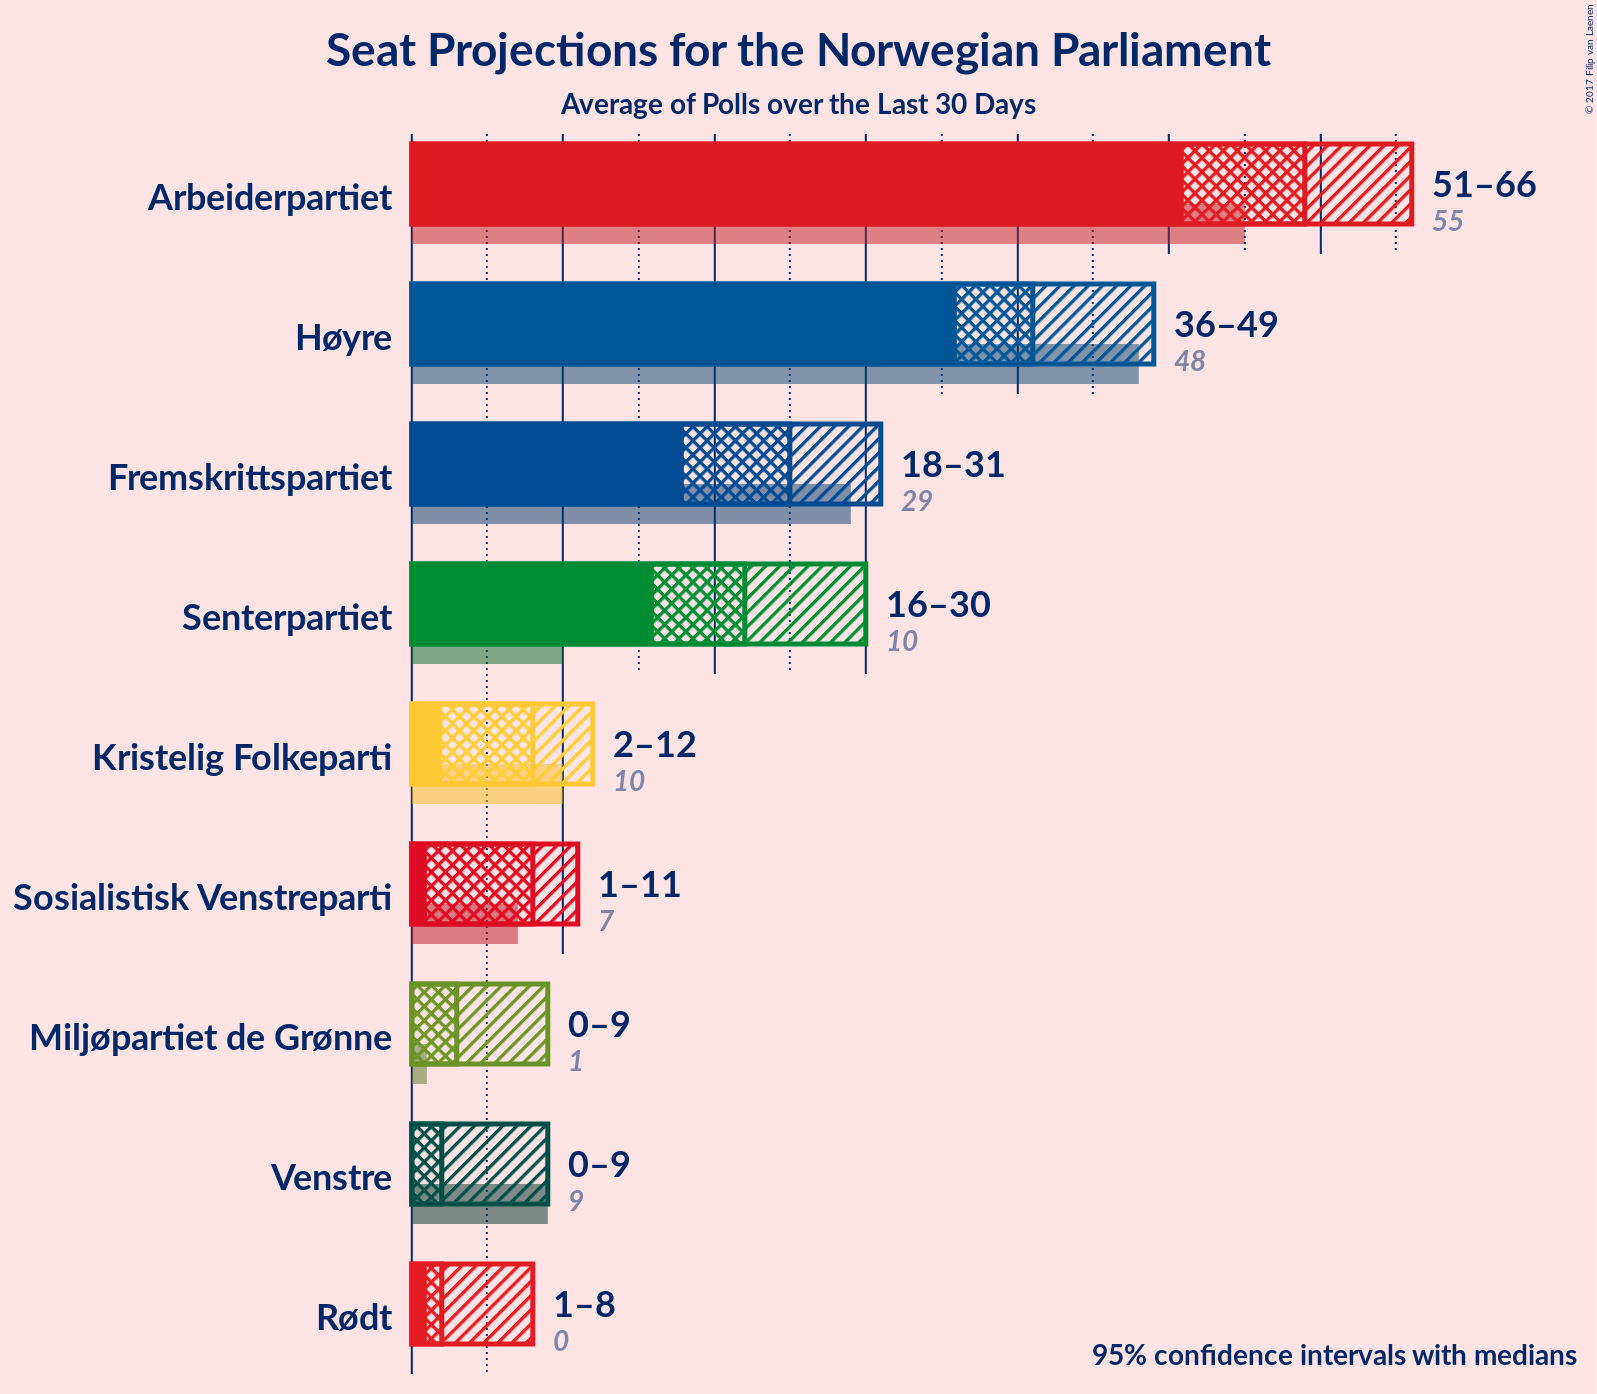 Seat Projections for the Norwegian Parliament
Average of Polls over the Last 30 Days
© 2017 Filip van Laenen
Arbeiderpartiet
51–66
55
Høyre
36–49
48
Fremskrittspartiet
18–31
29
Senterpartiet
16–30
10
Kristelig Folkeparti
2–12
10
Sosialistisk Venstreparti
1–11
7
Miljøpartiet de Grønne
0–9
1
Venstre
0–9
9
Rødt
1–8
0
95% confidence intervals with medians